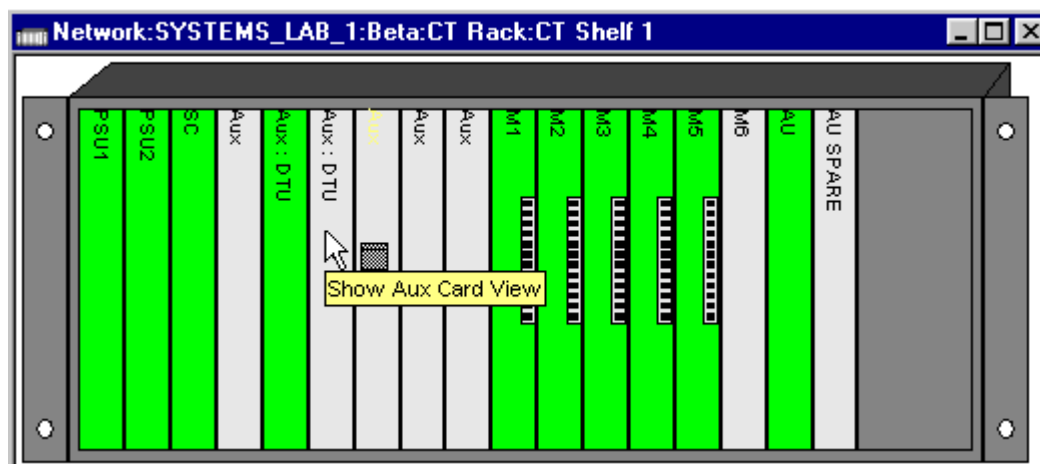 Network:SYSTEMS_LAB_1:Beta:CT Rack:CT Shelf 1
PSU1
PSU2
SC
Aux
Aux : DTU
Aux : DTU
Aux
Aux
Aux
M1
M2
M3
M4
M5
M6
AU
AU SPARE
Show Aux Card View